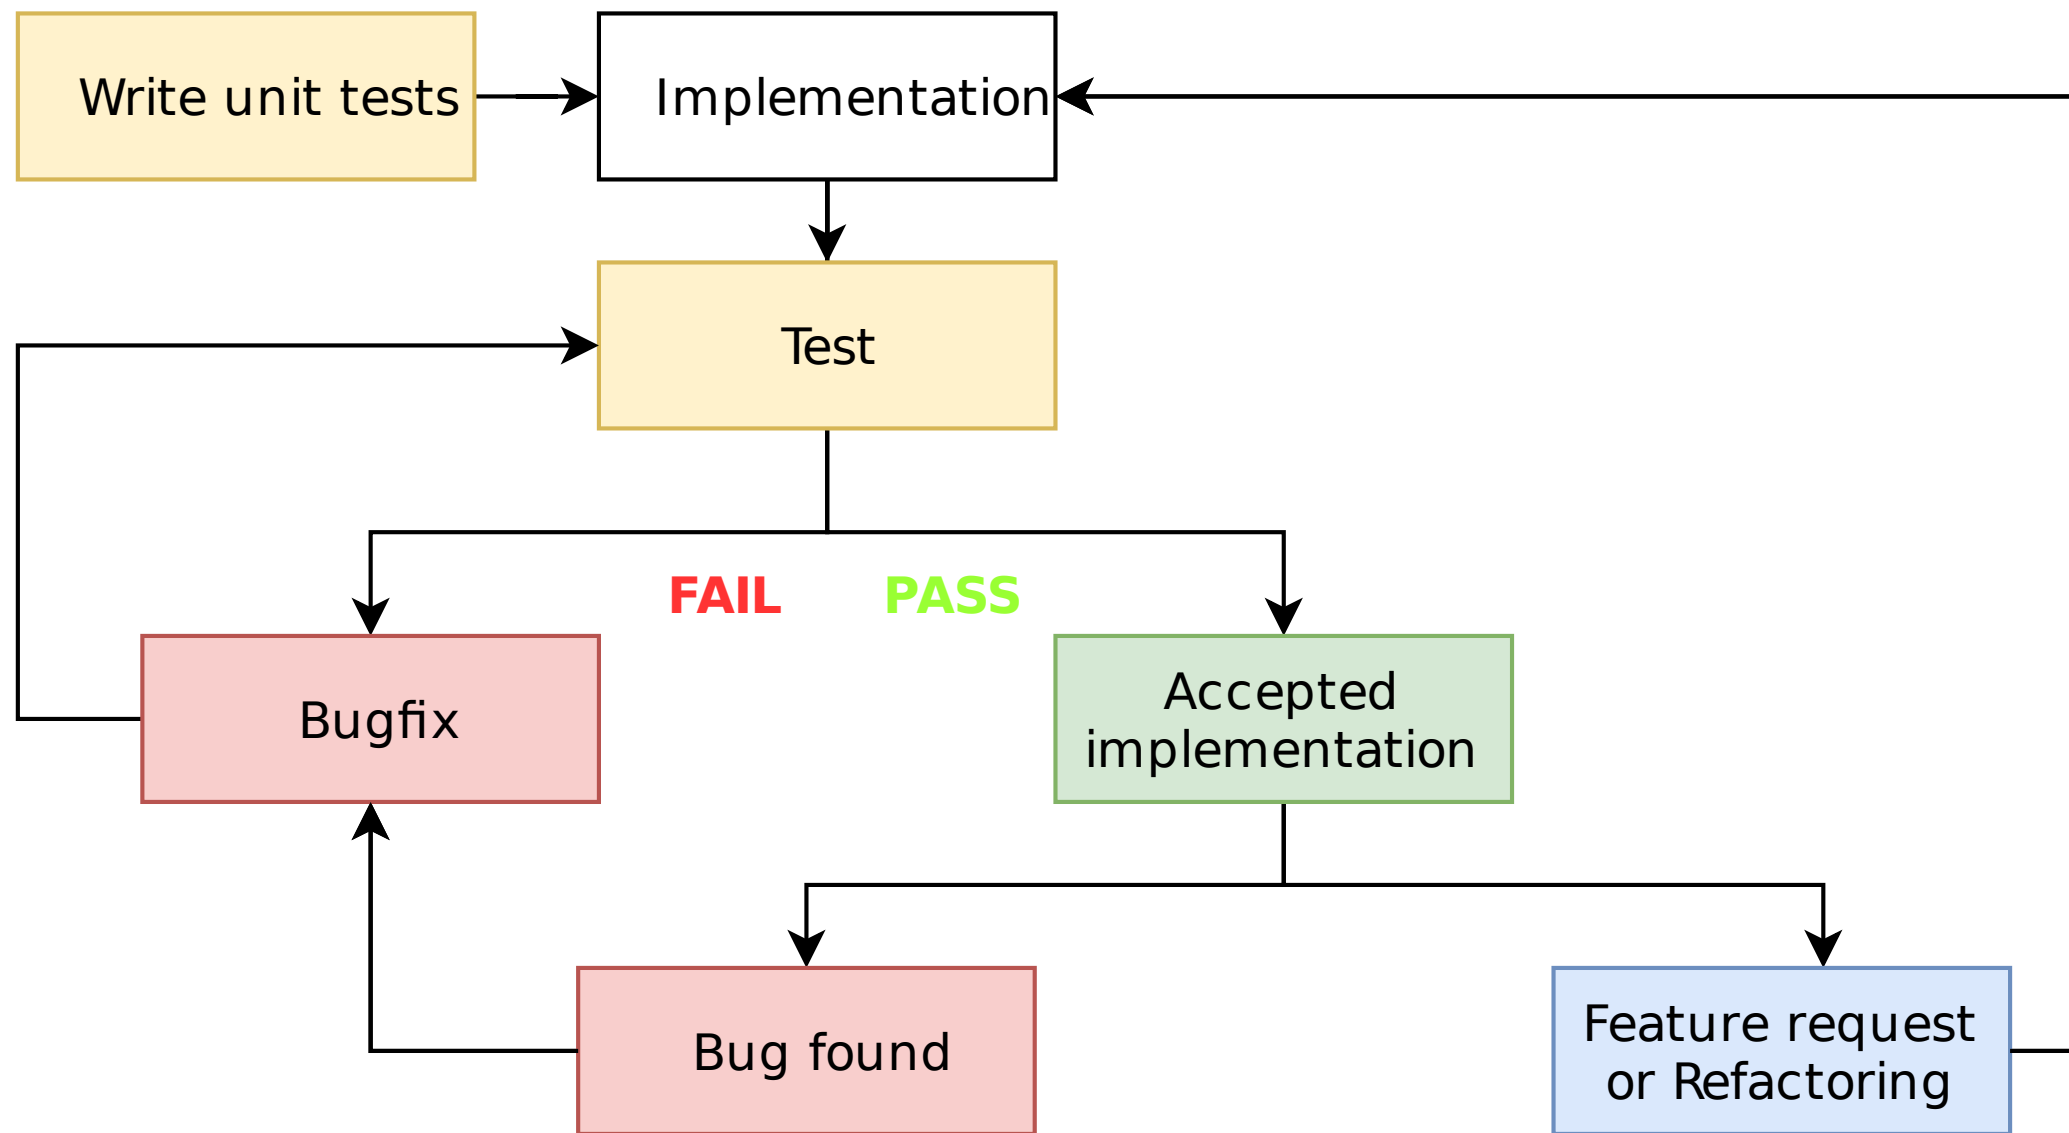 Write unit tests
Implementation
Test
FAIL
PASS
Bugfix
Accepted
implementation
Bug found
Feature request
or Refactoring